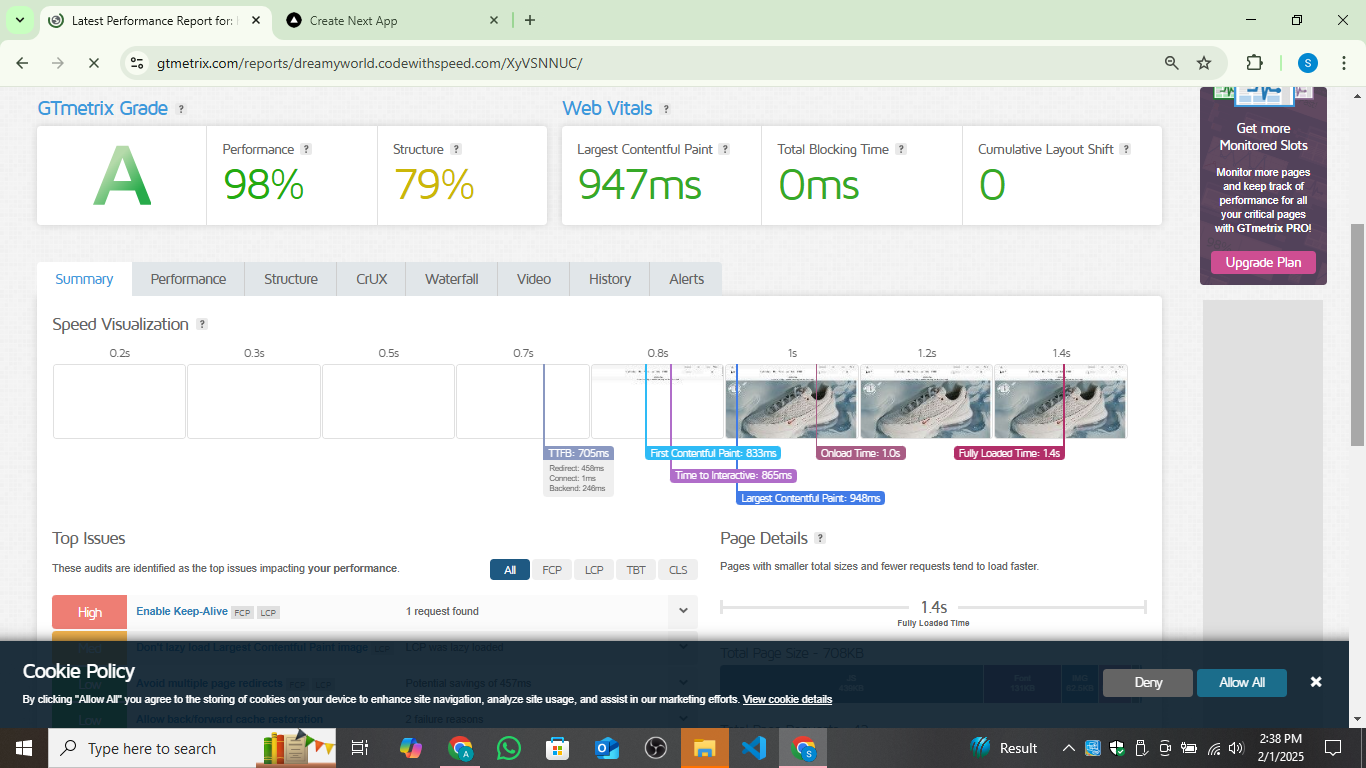 Latest Performance Report for:
Create Next App
gtmetrix.com/reports/dreamyworld.codewithspeed.com/XyVSNNUC/
S
GTmetrix Grade ?
Web Vitals ?
A
Performance ?
98%
Structure ?
79%
Largest Contentful Paint ?
947ms
Total Blocking Time ?
0ms
Cumulative Layout Shift ?
0
Get more
Monitored Slots
Monitor more pages
and keep track of
performance for all
your critical pages
with GTmetrix PRO!
Upgrade Plan
Summary
Performance
Structure
CrUX
Waterfall
Video
History
Alerts
Speed Visualization ?
0.2s
0.3s
0.5s
0.7s
0.8s
1s
1.2s
1.4s
TTFB: 705ms
Redirect: 458ms
Connect: 1ms
Backend: 246ms
First Contentful Paint: 833ms
Time to Interactive: 865ms
Largest Contentful Paint: 948ms
Onload Time: 1.0s
Fully Loaded Time: 1.4s
Top Issues
These audits are identified as the top issues impacting your performance.
All
FCP
LCP
TBT
CLS
High
Enable Keep-Alive FCP LCP
1 request found
Don't lazy load Largest Contentful Paint image LCP
LCP was lazy loaded
Avoid multiple page redirects FCP LCP
Potential savings of 457ms
Low
Allow back/forward cache restoration
2 failure reasons
Page Details ?
Pages with smaller total sizes and fewer requests tend to load faster.
1.4s
Fully Loaded Time
Total Page Size - 708KB
Cookie Policy
By clicking "Allow All" you agree to the storing of cookies on your device to enhance site navigation, analyze site usage, and assist in our marketing efforts. View cookie details
Deny
Allow All
Type here to search
A
S
Result
2:38 PM
2/1/2025